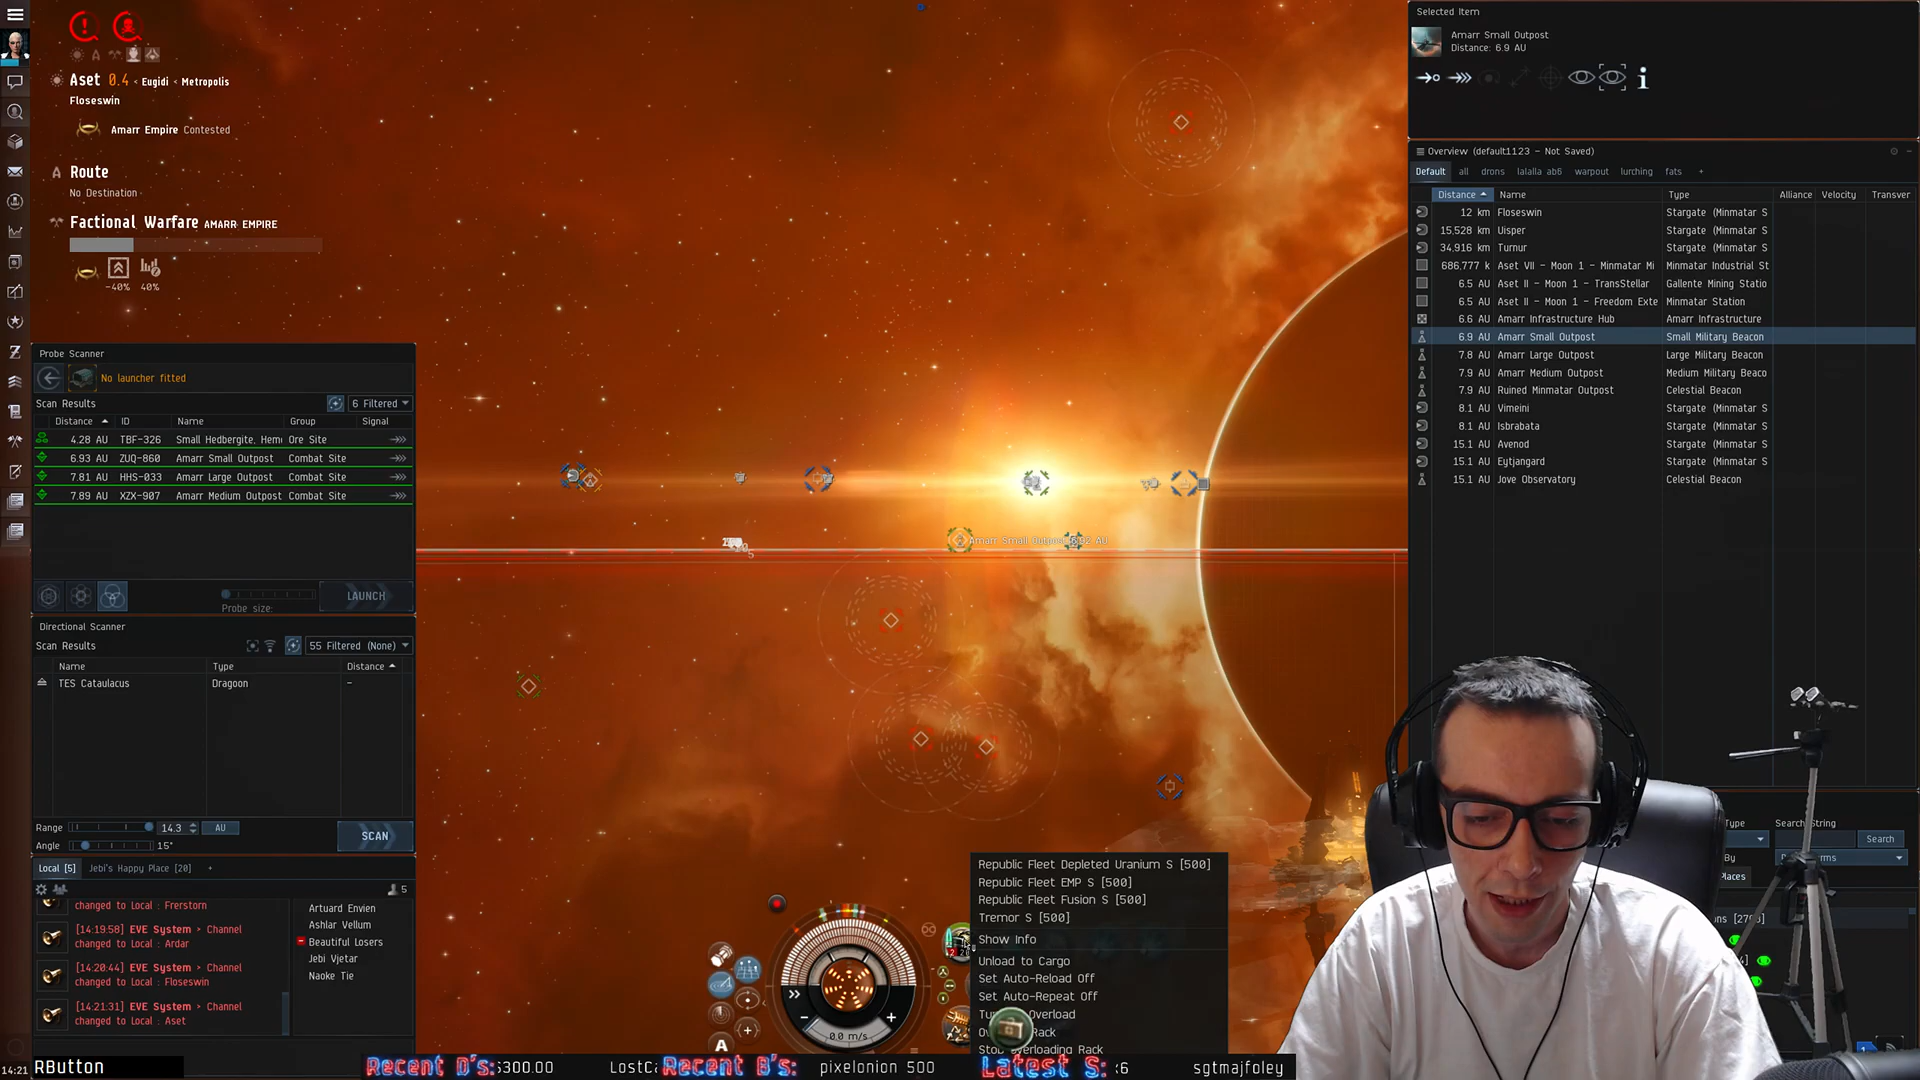 Aset 0.4 < Eugidi < Metropolis
Floseswin
Amarr Empire Contested
Route
No Destination
Factional Warfare AMARR EMPIRE
-40% 40%
Probe Scanner
No launcher fitted
Scan Results 6 Filtered
Distance ID Name Group Signal
4.28 AU TBF-326 Small Hedbergite, Hem Ore Site
6.93 AU ZUQ-860 Amarr Small Outpost Combat Site
7.81 AU HHS-033 Amarr Large Outpost Combat Site
7.89 AU XZX-907 Amarr Medium Outpost Combat Site
Probe size:
LAUNCH
Directional Scanner
Scan Results 55 Filtered (None)
Name Type Distance
TES Cataulacus Dragoon -
Range 14.3 AU
SCAN
Angle 15°
Local [5] Jebi's Happy Place [20] +
5
changed to Local : Frerstorn
[14:19:58] EVE System > Channel
changed to Local : Ardar
[14:20:44] EVE System > Channel
changed to Local : Floseswin
[14:21:31] EVE System > Channel
changed to Local : Aset
Artuard Envien
Ashlar Vellum
Beautiful Losers
Jebi Vjetar
Naoke Tie
14:21
RButton
Amarr Small Outpost
Republic Fleet Depleted Uranium S [500]
Republic Fleet EMP S [500]
Republic Fleet Fusion S [500]
Tremor S [500]
Show Info
Unload to Cargo
Set Auto-Reload Off
Set Auto-Repeat Off
Overload
Rack
Stop Overloading Rack
0.0 m/s
A
Recent D's: $300.00
Recent B's: pixelonion 500
Latest S: x6 sgtmajfoley
Selected Item
Amarr Small Outpost
Distance: 6.9 AU
Overview (default1123 - Not Saved)
Default all drons lalalla ab6 warpout lurching fats +
Distance Name Type Alliance Velocity Transver
12 km Floseswin Stargate (Minmatar S
15,528 km Uisper Stargate (Minmatar S
34,916 km Turnur Stargate (Minmatar S
686,777 k Aset VII - Moon 1 - Minmatar Mi Minmatar Industrial St
6.5 AU Aset II - Moon 1 - TransStellar Gallente Mining Statio
6.5 AU Aset II - Moon 1 - Freedom Exte Minmatar Station
6.6 AU Amarr Infrastructure Hub Amarr Infrastructure
6.9 AU Amarr Small Outpost Small Military Beacon
7.8 AU Amarr Large Outpost Large Military Beacon
7.9 AU Amarr Medium Outpost Medium Military Beaco
7.9 AU Ruined Minmatar Outpost Celestial Beacon
8.1 AU Vimeini Stargate (Minmatar S
8.1 AU Isbrabata Stargate (Minmatar S
15.1 AU Avenod Stargate (Minmatar S
15.1 AU Eytjangard Stargate (Minmatar S
15.1 AU Jove Observatory Celestial Beacon
Type Search String
Search
By